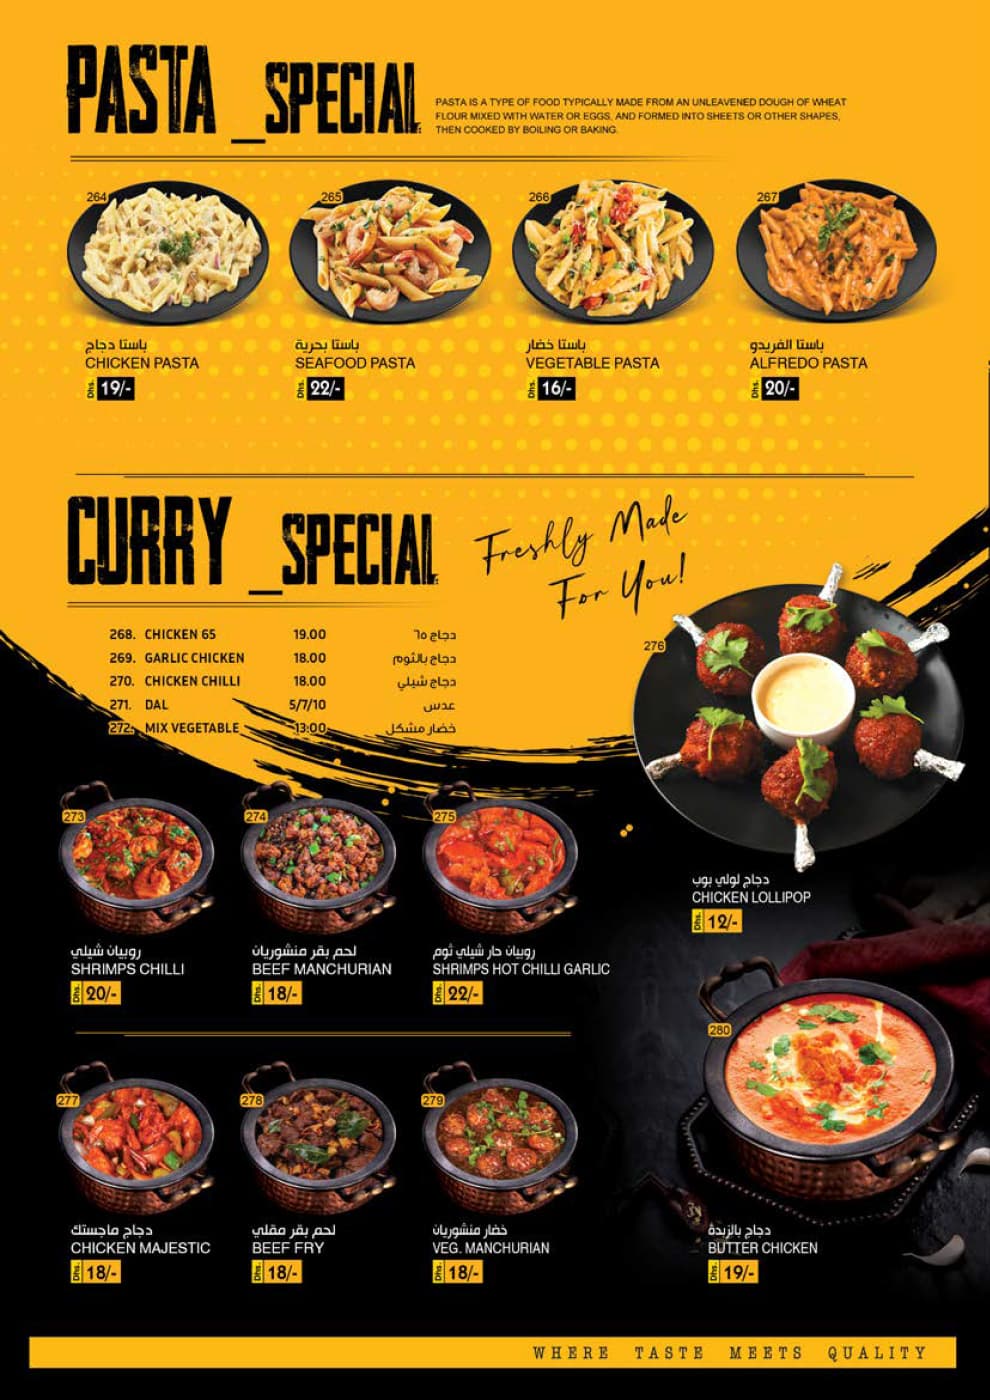 PASTA _SPECIAL
PASTA IS A TYPE OF FOOD TYPICALLY MADE FROM AN UNLEAVENED DOUGH OF WHEAT
FLOUR MIXED WITH WATER OR EGGS, AND FORMED INTO SHEETS OR OTHER SHAPES,
THEN COOKED BY BOILING OR BAKING.
264
باستا دجاج
CHICKEN PASTA
Dhs. 19/-
265
باستا بحرية
SEAFOOD PASTA
Dhs. 22/-
266
باستا خضار
VEGETABLE PASTA
Dhs. 16/-
267
باستا الفريدو
ALFREDO PASTA
Dhs. 20/-
CURRY _SPECIAL
Freshly Made
For You!
268. CHICKEN 65 19.00 دجاج ٦٥
269. GARLIC CHICKEN 18.00 دجاج بالثوم
270. CHICKEN CHILLI 18.00 دجاج شيلي
271. DAL 5/7/10 عدس
272. MIX VEGETABLE 13:00 خضار مشكل
273
روبيان شيلي
SHRIMPS CHILLI
Dhs. 20/-
274
لحم بقر منشوريان
BEEF MANCHURIAN
Dhs. 18/-
275
روبيان حار شيلي ثوم
SHRIMPS HOT CHILLI GARLIC
Dhs. 22/-
276
دجاج لولي بوب
CHICKEN LOLLIPOP
Dhs. 12/-
277
دجاج ماجستك
CHICKEN MAJESTIC
Dhs. 18/-
278
لحم بقر مقلي
BEEF FRY
Dhs. 18/-
279
خضار منشوريان
VEG. MANCHURIAN
Dhs. 18/-
280
دجاج بالزبدة
BUTTER CHICKEN
Dhs. 19/-
WHERE TASTE MEETS QUALITY